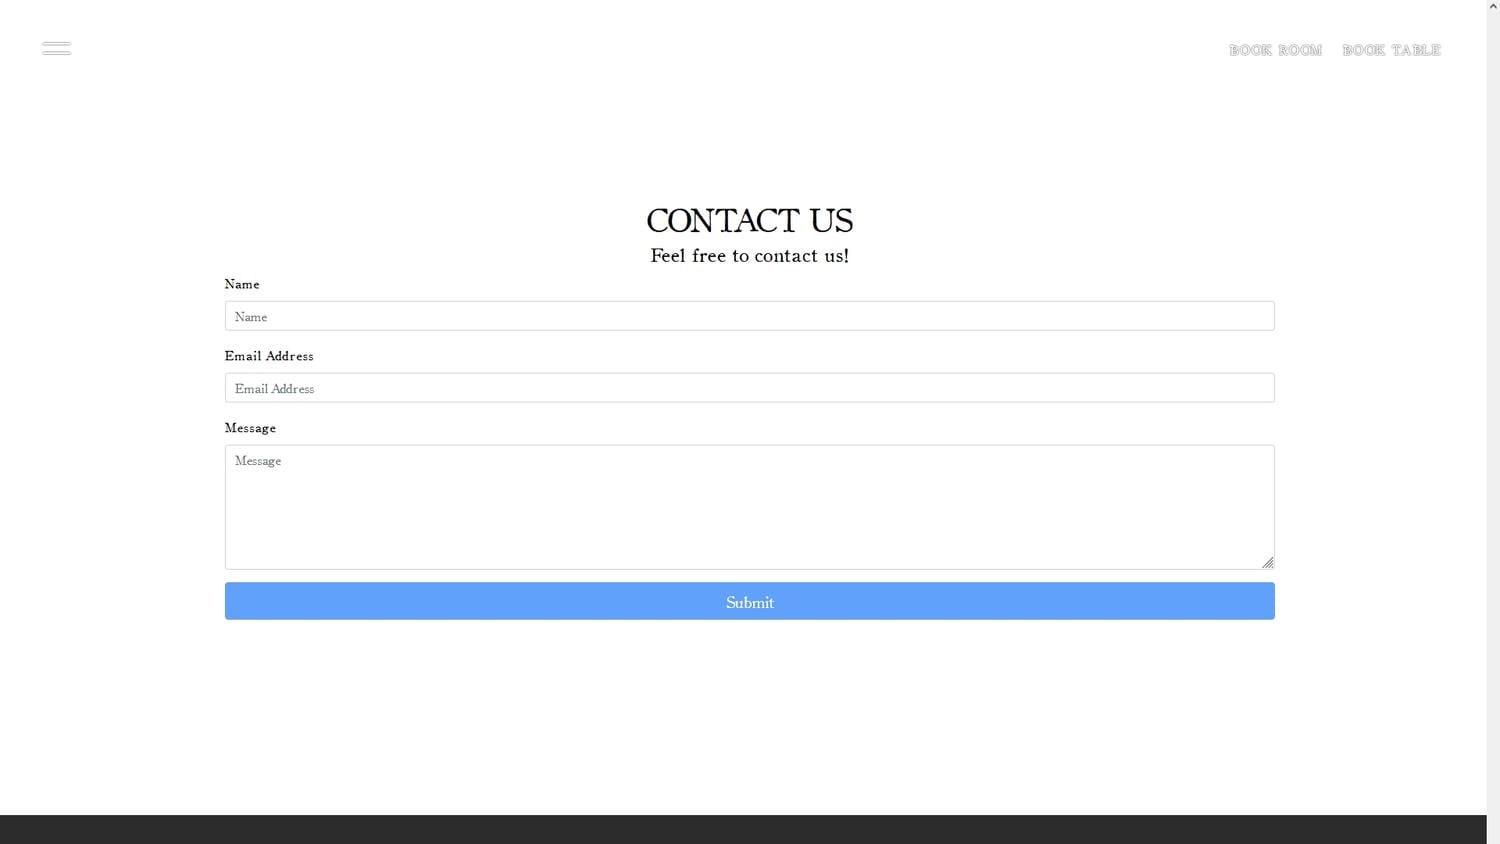 BOOK ROOM BOOK TABLE
CONTACT US
Feel free to contact us!
Name
Name
Email Address
Email Address
Message
Message
Submit